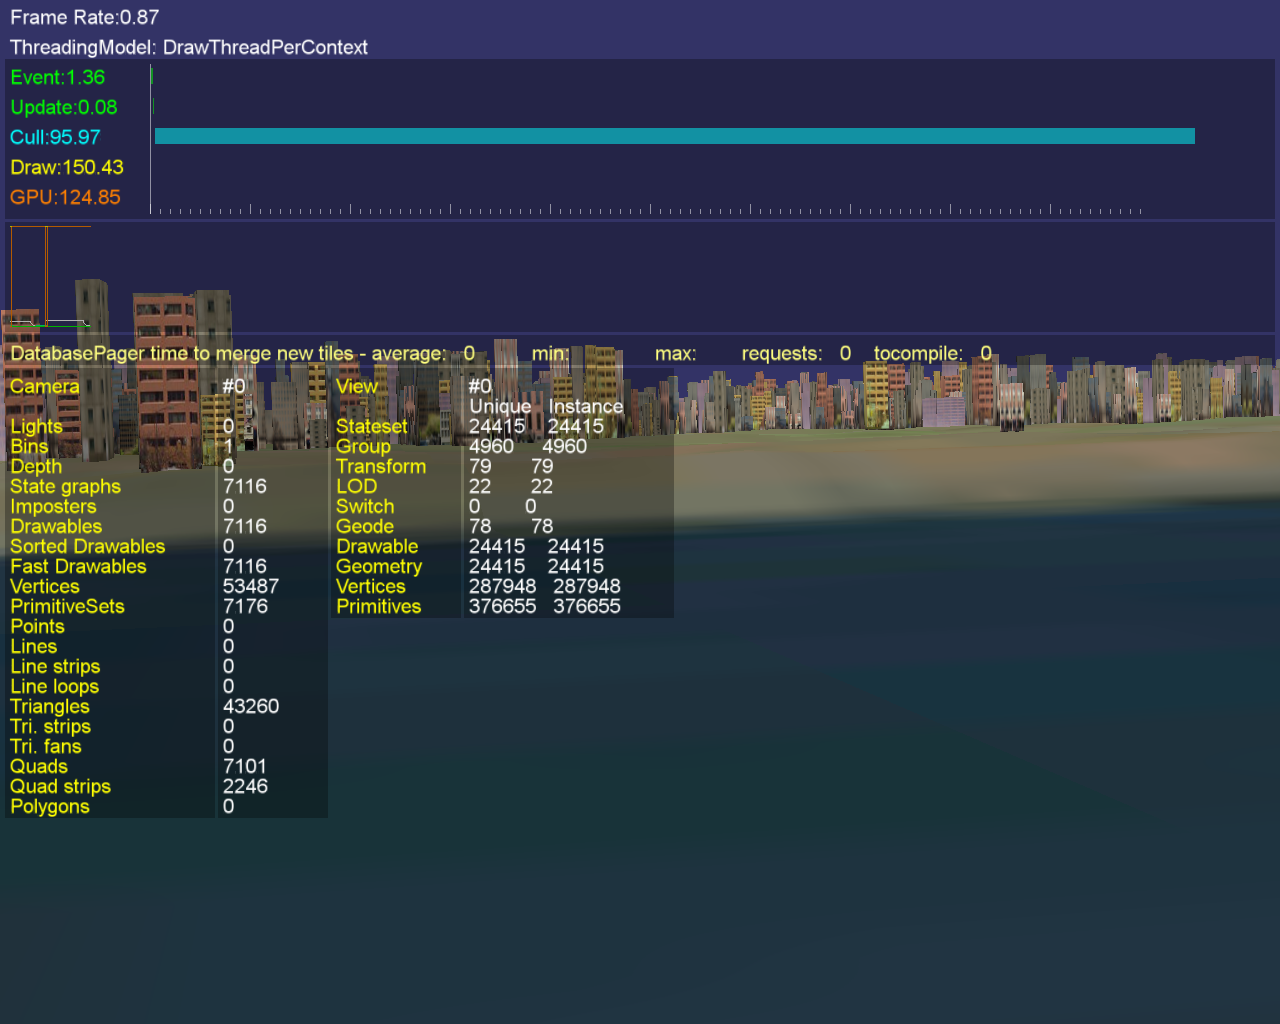 Frame Rate:0.87
ThreadingModel: DrawThreadPerContext
Event:1.36
Update:0.08
Cull:95.97
Draw:150.43
GPU:124.85
DatabasePager time to merge new tiles - average: 0 min: max: requests: 0 tocompile: 0
Camera #0 View #0
Unique Instance
Lights 0 Stateset 24415 24415
Bins 1 Group 4960 4960
Depth 0 Transform 79 79
State graphs 7116 LOD 22 22
Imposters 0 Switch 0 0
Drawables 7116 Geode 78 78
Sorted Drawables 0 Drawable 24415 24415
Fast Drawables 7116 Geometry 24415 24415
Vertices 53487 Vertices 287948 287948
PrimitiveSets 7176 Primitives 376655 376655
Points 0
Lines 0
Line strips 0
Line loops 0
Triangles 43260
Tri. strips 0
Tri. fans 0
Quads 7101
Quad strips 2246
Polygons 0